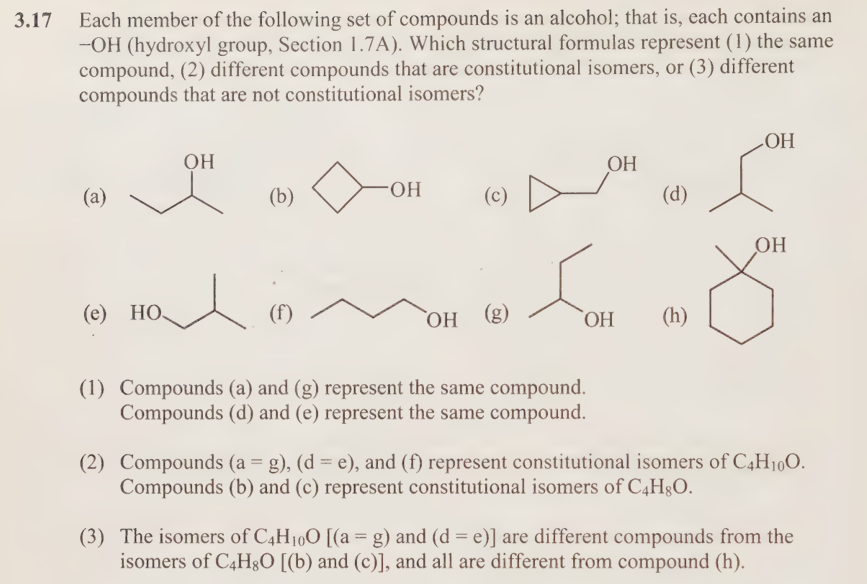 3.17 Each member of the following set of compounds is an alcohol; that is, each contains an
−OH (hydroxyl group, Section 1.7A). Which structural formulas represent (1) the same
compound, (2) different compounds that are constitutional isomers, or (3) different
compounds that are not constitutional isomers?
OH
(a)
(b)
OH
(c)
OH
(d)
OH
(e) HO
(f)
OH
(g)
OH
(h)
OH
(1) Compounds (a) and (g) represent the same compound.
Compounds (d) and (e) represent the same compound.
(2) Compounds (a = g), (d = e), and (f) represent constitutional isomers of C₄H₁₀O.
Compounds (b) and (c) represent constitutional isomers of C₄H₈O.
(3) The isomers of C₄H₁₀O [(a = g) and (d = e)] are different compounds from the
isomers of C₄H₈O [(b) and (c)], and all are different from compound (h).